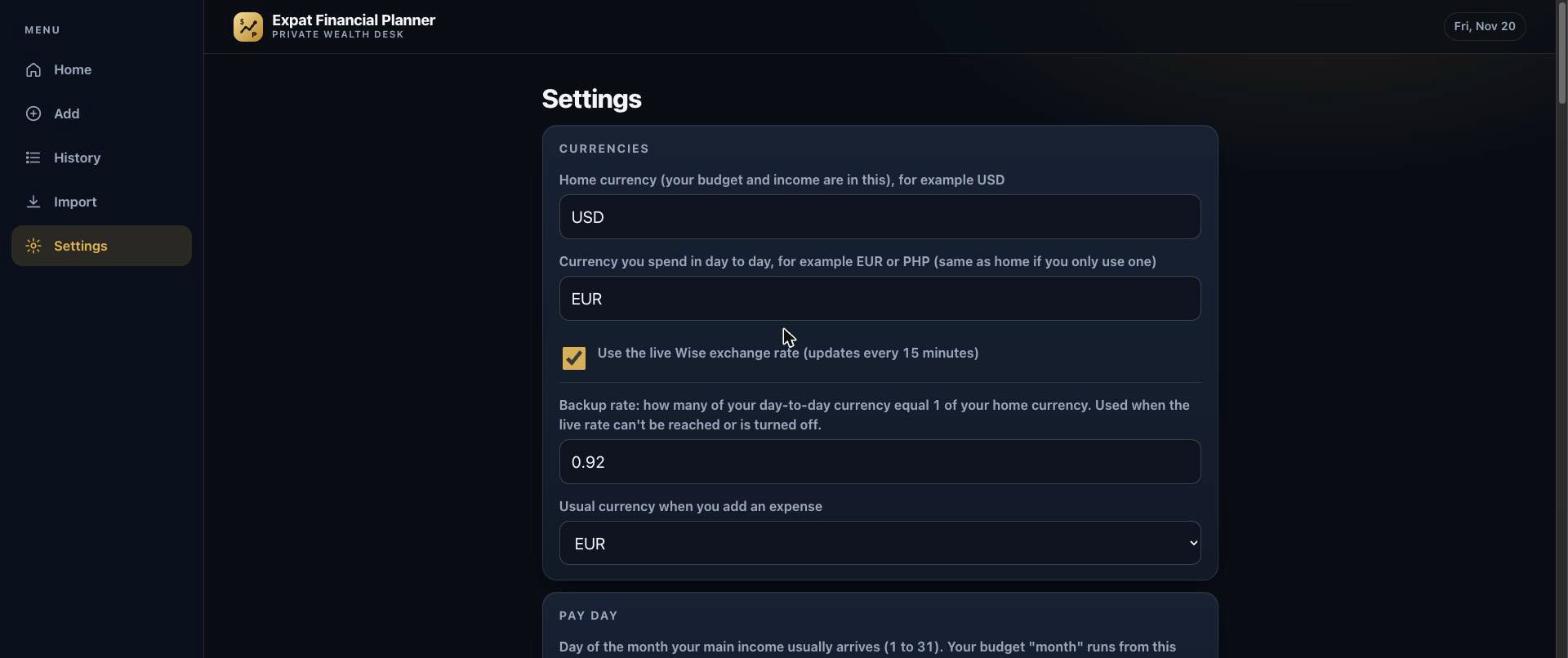 MENU
Home
Add
History
Import
Settings
Expat Financial Planner
PRIVATE WEALTH DESK
Fri, Nov 20
Settings
CURRENCIES
Home currency (your budget and income are in this), for example USD
USD
Currency you spend in day to day, for example EUR or PHP (same as home if you only use one)
EUR
Use the live Wise exchange rate (updates every 15 minutes)
Backup rate: how many of your day-to-day currency equal 1 of your home currency. Used when the
live rate can't be reached or is turned off.
0.92
Usual currency when you add an expense
EUR
PAY DAY
Day of the month your main income usually arrives (1 to 31). Your budget "month" runs from this